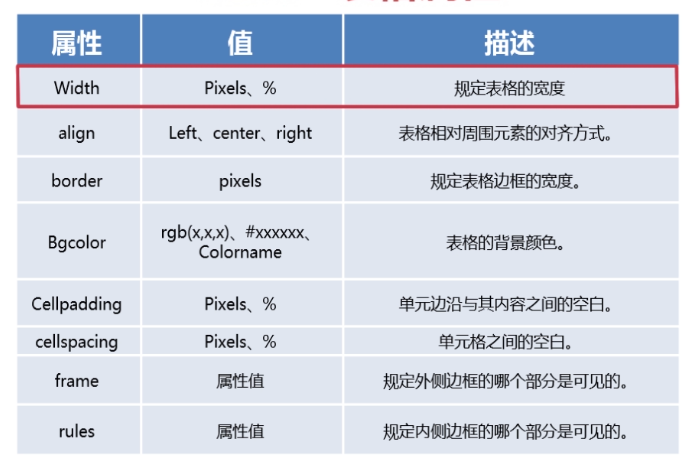 属性 值 描述
Width Pixels、% 规定表格的宽度
align Left、center、right 表格相对周围元素的对齐方式。
border pixels 规定表格边框的宽度。
Bgcolor rgb(x,x,x)、#xxxxxx、 表格的背景颜色。
Colorname
Cellpadding Pixels、% 单元边沿与其内容之间的空白。
cellspacing Pixels、% 单元格之间的空白。
frame 属性值 规定外侧边框的哪个部分是可见的。
rules 属性值 规定内侧边框的哪个部分是可见的。